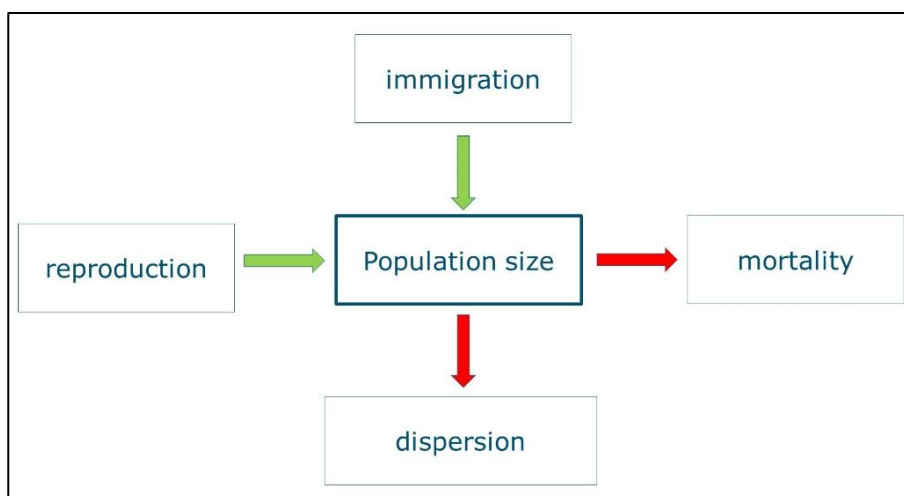 immigration
reproduction
Population size
mortality
dispersion